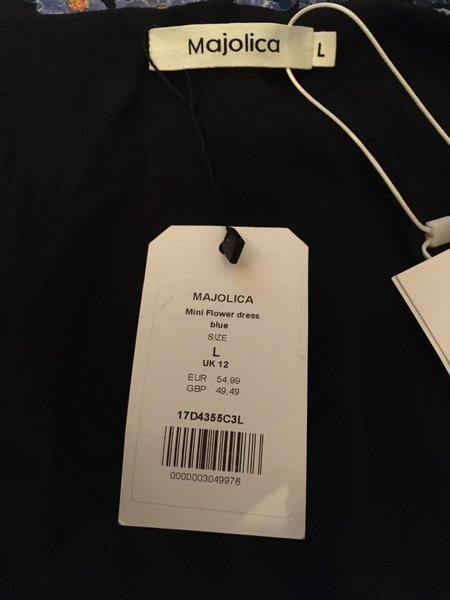 Majolica
L
MAJOLICA
Mini Flower dress
blue
SIZE
L
UK 12
EUR 54,99
GBP 49,49
17D4355C3L
0000003049976